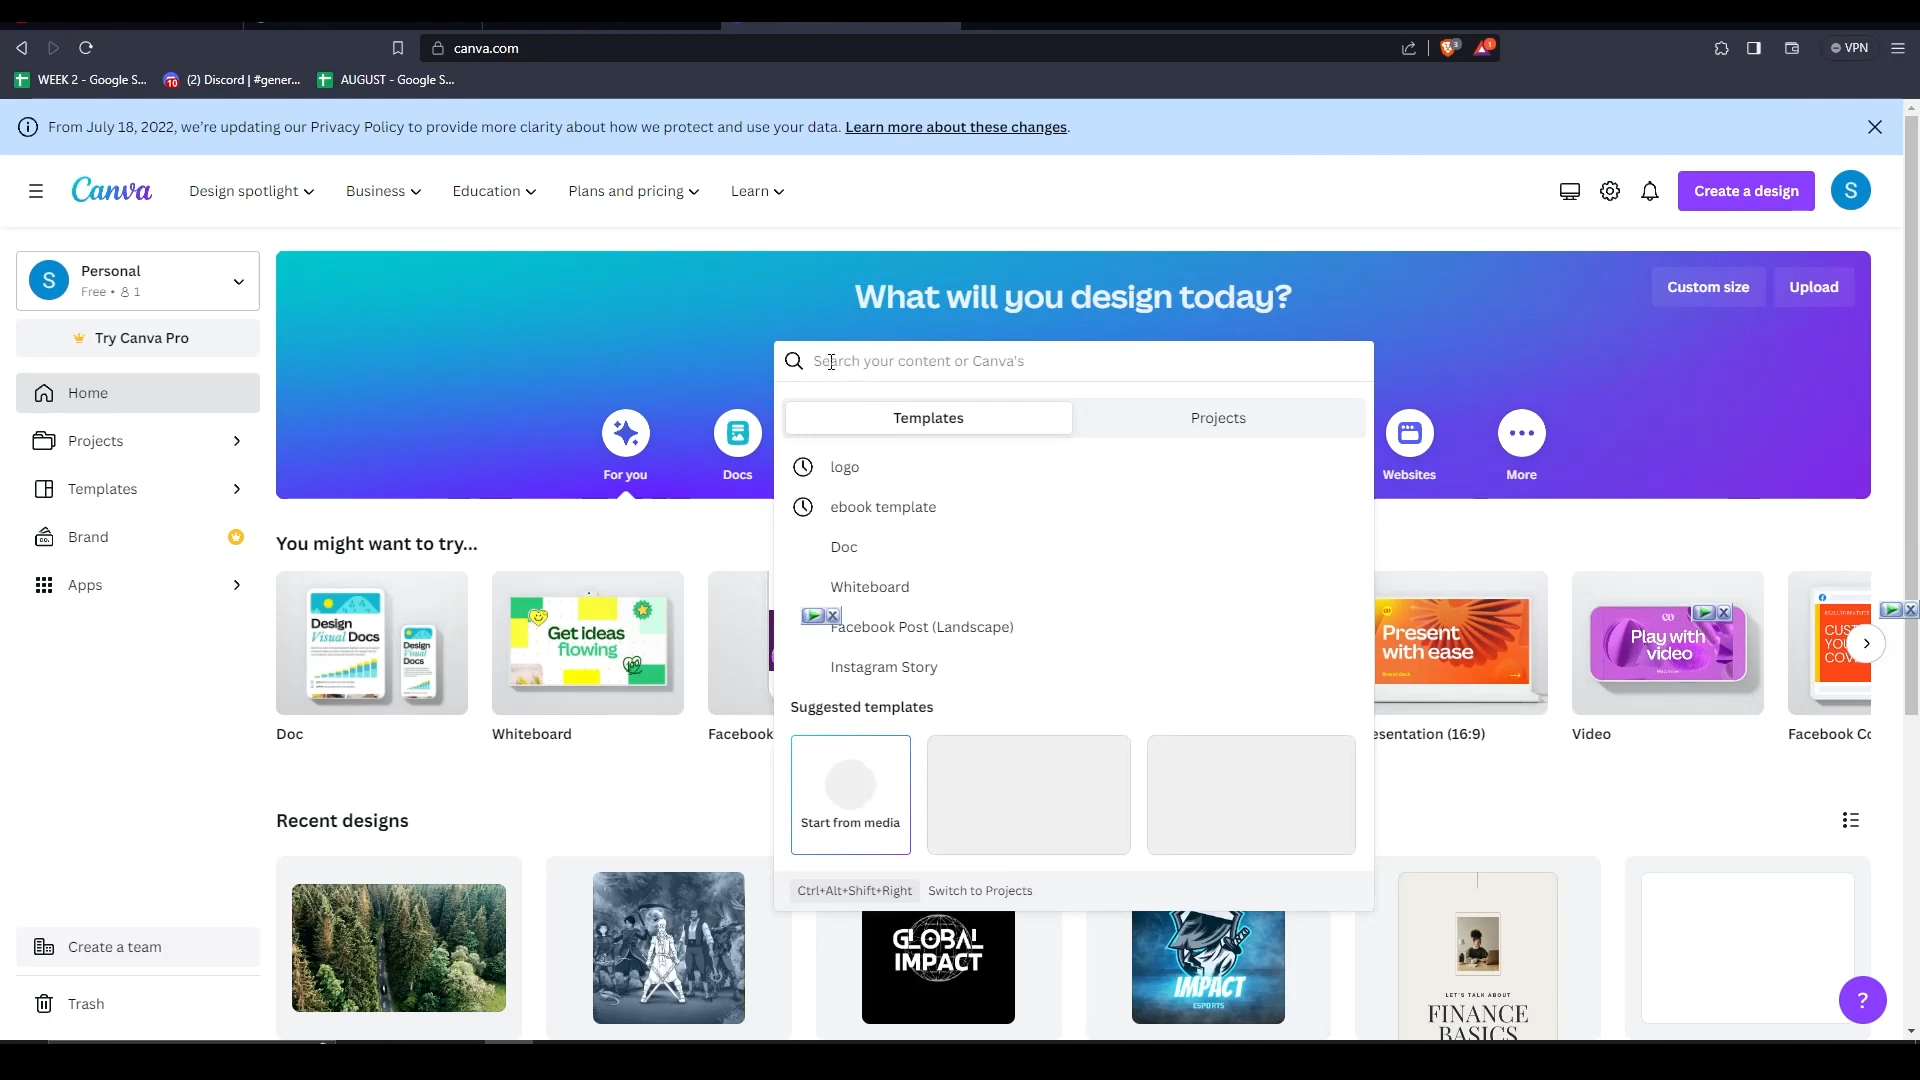 canva.com
VPN
WEEK 2 - Google S...
(2) Discord | #gener...
AUGUST - Google S...
From July 18, 2022, we're updating our Privacy Policy to provide more clarity about how we protect and use your data. Learn more about these changes.
Canva
Design spotlight
Business
Education
Plans and pricing
Learn
Create a design
S
S
Personal
Free • 1
Try Canva Pro
Home
Projects
Templates
Brand
Apps
Create a team
Trash
What will you design today?
Custom size
Upload
Search your content or Canva's
Templates
Projects
For you
Docs
Websites
More
logo
ebook template
Doc
Whiteboard
Facebook Post (Landscape)
Instagram Story
Suggested templates
Start from media
Ctrl+Alt+Shift+Right
Switch to Projects
You might want to try...
Design
Visual Docs
Design
Visual
Docs
Get ideas
flowing
Present
with ease
Play with
video
Doc
Whiteboard
Facebook
esentation (16:9)
Video
Facebook Co
Recent designs
GLOBAL
IMPACT
IMPACT
ESPORTS
LET'S TALK ABOUT
FINANCE
BASICS
?